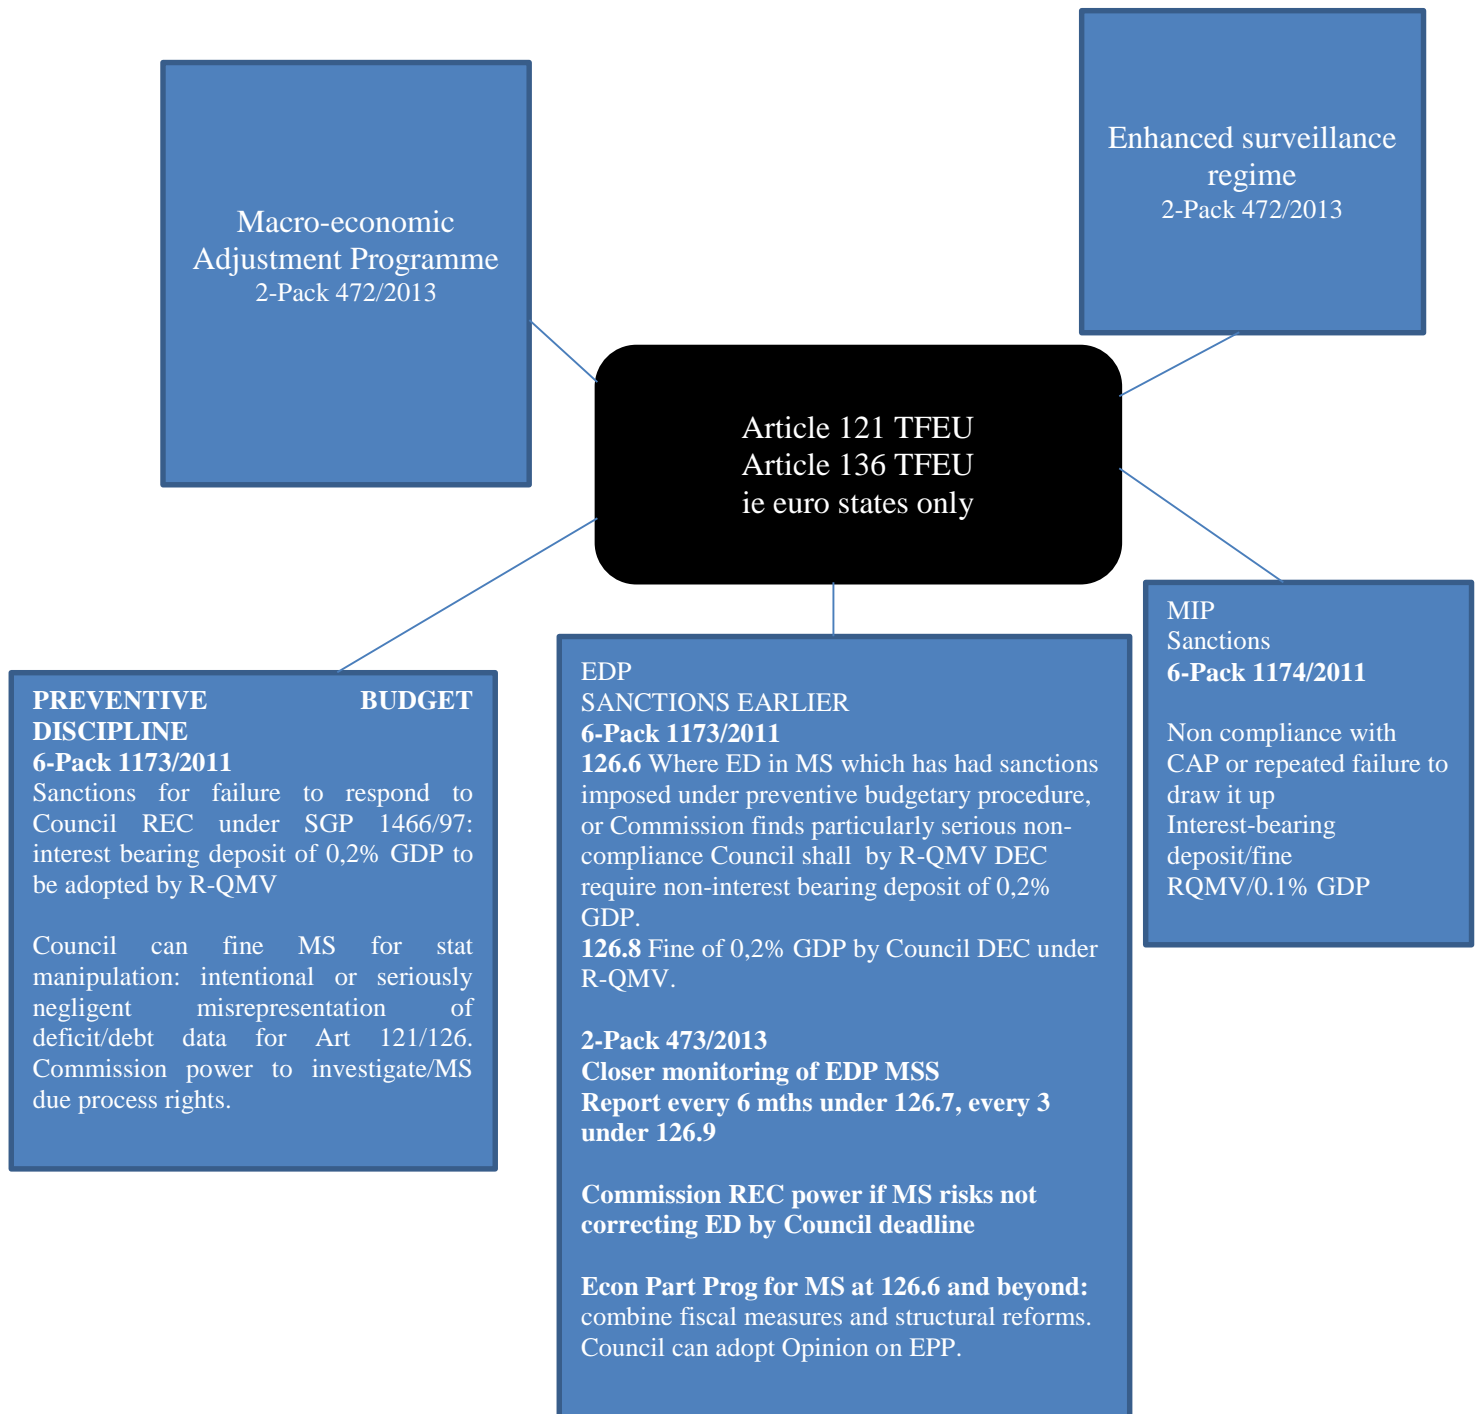 Macro-economic
Adjustment Programme
2-Pack 472/2013
Enhanced surveillance
regime
2-Pack 472/2013
Article 121 TFEU
Article 136 TFEU
ie euro states only
PREVENTIVE BUDGET
DISCIPLINE
6-Pack 1173/2011
Sanctions for failure to respond to
Council REC under SGP 1466/97:
interest bearing deposit of 0,2% GDP to
be adopted by R-QMV
Council can fine MS for stat
manipulation: intentional or seriously
negligent misrepresentation of
deficit/debt data for Art 121/126.
Commission power to investigate/MS
due process rights.
EDP
SANCTIONS EARLIER
6-Pack 1173/2011
126.6 Where ED in MS which has had sanctions
imposed under preventive budgetary procedure,
or Commission finds particularly serious non-
compliance Council shall by R-QMV DEC
require non-interest bearing deposit of 0,2%
GDP.
126.8 Fine of 0,2% GDP by Council DEC under
R-QMV.
2-Pack 473/2013
Closer monitoring of EDP MSS
Report every 6 mths under 126.7, every 3
under 126.9
Commission REC power if MS risks not
correcting ED by Council deadline
Econ Part Prog for MS at 126.6 and beyond:
combine fiscal measures and structural reforms.
Council can adopt Opinion on EPP.
MIP
Sanctions
6-Pack 1174/2011
Non compliance with
CAP or repeated failure to
draw it up
Interest-bearing
deposit/fine
RQMV/0.1% GDP